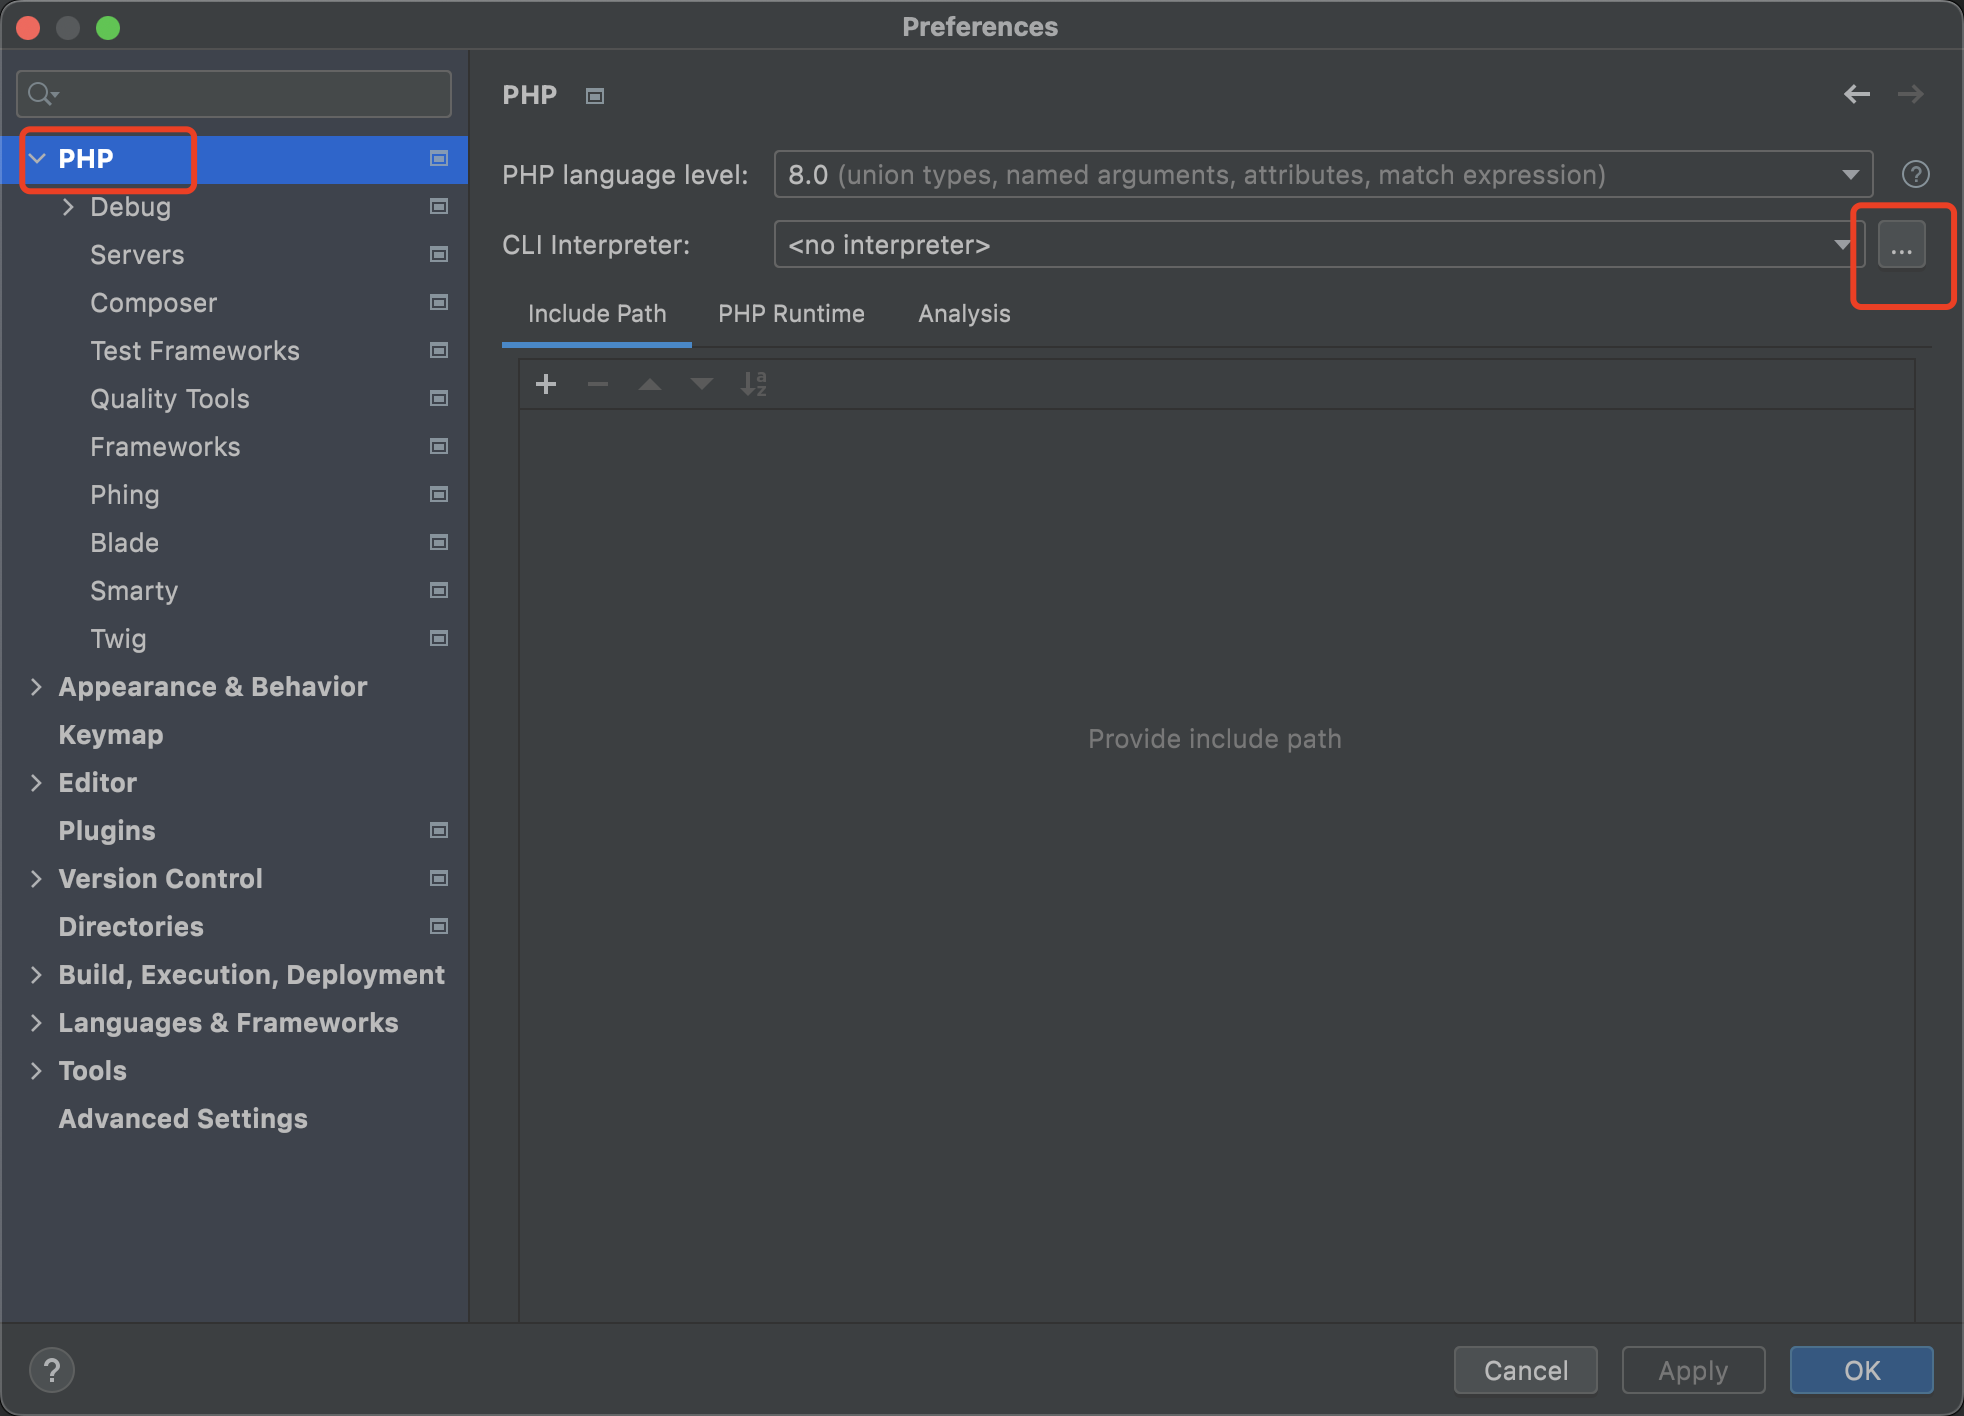 Preferences
PHP
Debug
Servers
Composer
Test Frameworks
Quality Tools
Frameworks
Phing
Blade
Smarty
Twig
Appearance & Behavior
Keymap
Editor
Plugins
Version Control
Directories
Build, Execution, Deployment
Languages & Frameworks
Tools
Advanced Settings
PHP
PHP language level: 8.0 (union types, named arguments, attributes, match expression) ?
CLI Interpreter: <no interpreter> ...
Include Path PHP Runtime Analysis
a z
Provide include path
? Cancel Apply OK